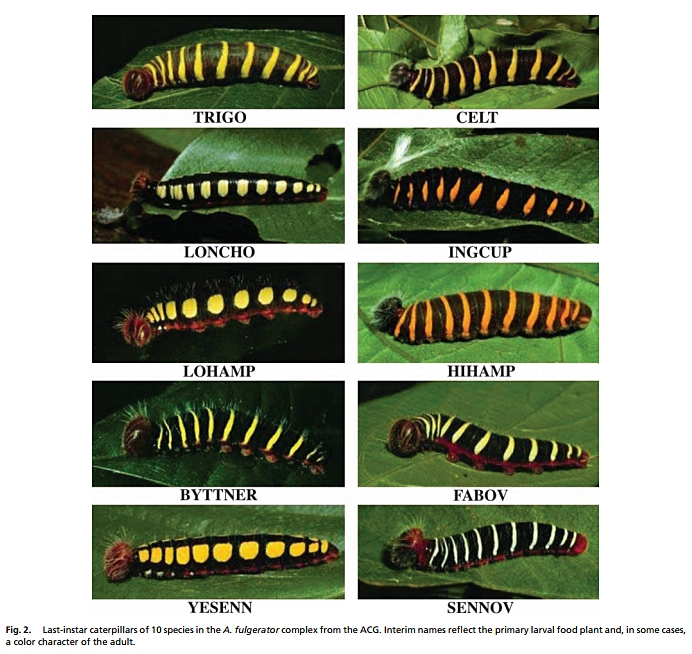 TRIGO
CELT
LONCHO
INGCUP
LOHAMP
HIHAMP
BYTTNER
FABOV
YESENN
SENNOV
Fig. 2. Last-instar caterpillars of 10 species in the A. fulgerator complex from the ACG. Interim names reflect the primary larval food plant and, in some cases,
a color character of the adult.